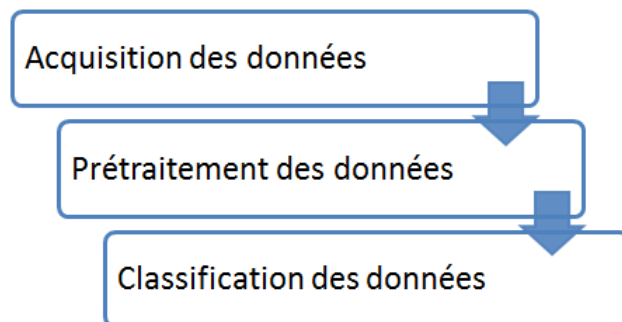 Acquisition des données
Prétraitement des données
Classification des données